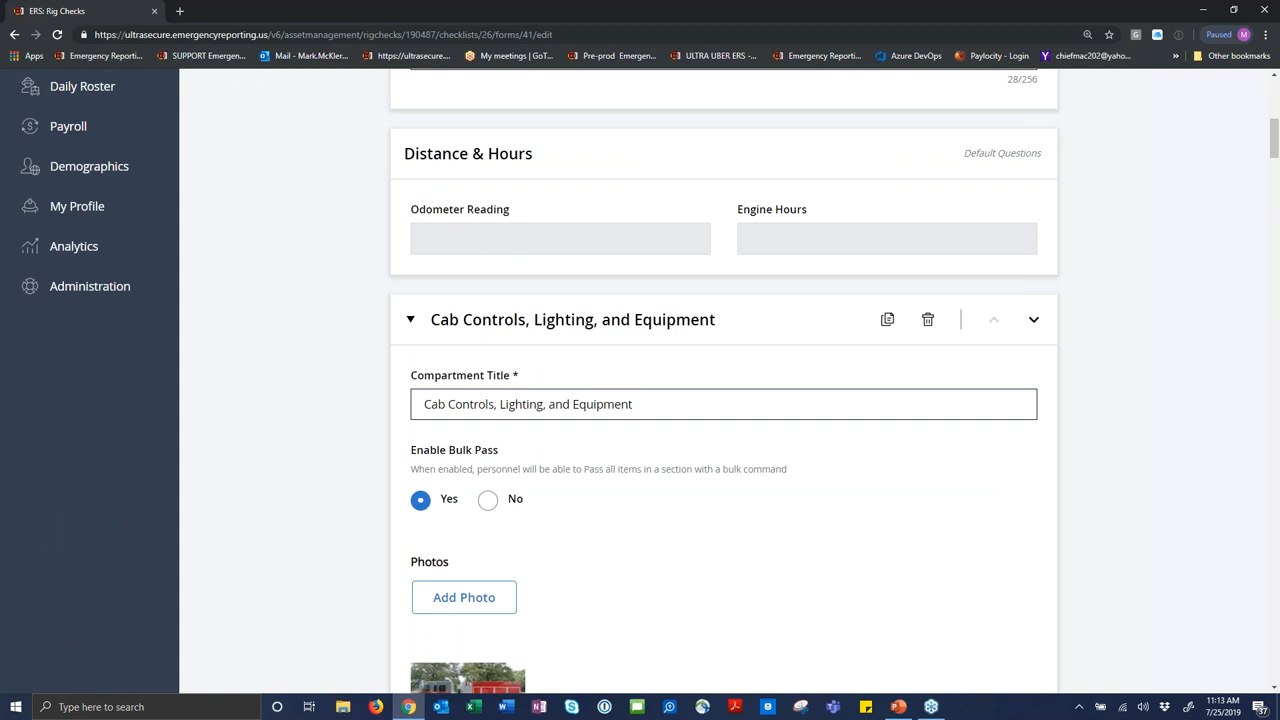 ERS: Rig Checks
https://ultrasecure.emergencyreporting.us/v6/assetmanagement/rigchecks/190487/checklists/26/forms/41/edit
Paused
M
Apps
Emergency Reporti...
SUPPORT Emergen...
Mail - Mark.McKler...
https://ultrasecure....
My meetings | GoT...
Pre-prod Emergen...
ULTRA UBER ERS -...
Emergency Reporti...
Azure DevOps
Paylocity - Login
chiefmac202@yaho...
»
Other bookmarks
Daily Roster
Payroll
Demographics
My Profile
Analytics
Administration
28/256
Distance & Hours
Default Questions
Odometer Reading
Engine Hours
Cab Controls, Lighting, and Equipment
Compartment Title *
Cab Controls, Lighting, and Equipment
Enable Bulk Pass
When enabled, personnel will be able to Pass all items in a section with a bulk command
Yes
No
Photos
Add Photo
Type here to search
11:13 AM
7/25/2019